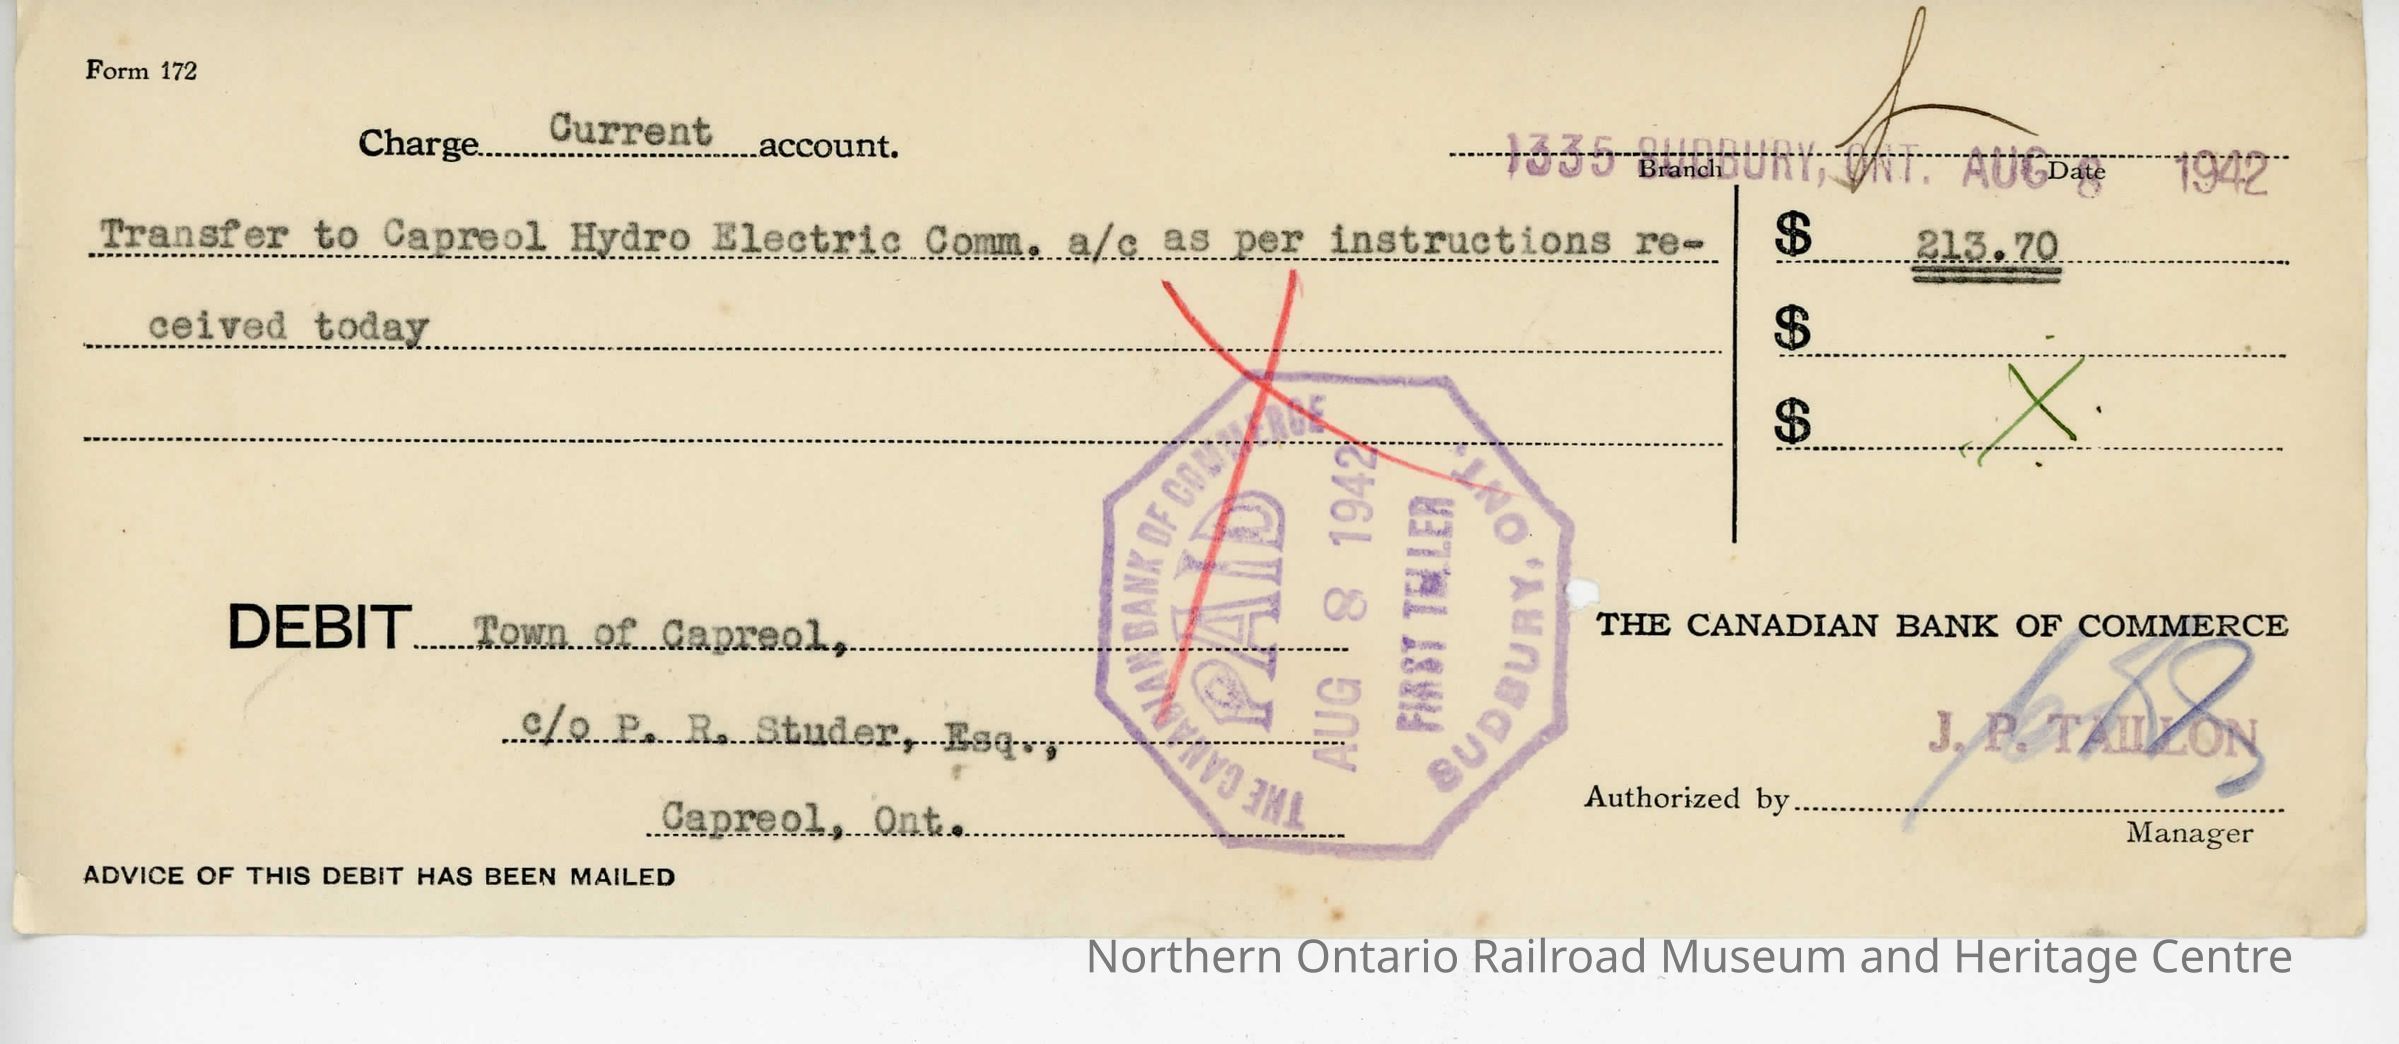 Form 172
Charge Current account.
1335 SUDBURY, ONT. AUG 8 1942
Branch Date
Transfer to Capreol Hydro Electric Comm. a/c as per instructions re-
$ 213.70
ceived today
$
$
THE CANADIAN BANK OF COMMERCE
PAID
AUG 8 1942
FIRST TELLER
SUDBURY, ONT.
DEBIT Town of Capreol,
c/o P. R. Studer, Esq.,
Capreol, Ont.
THE CANADIAN BANK OF COMMERCE
J. P. TAILLON
Authorized by
Manager
ADVICE OF THIS DEBIT HAS BEEN MAILED
Northern Ontario Railroad Museum and Heritage Centre